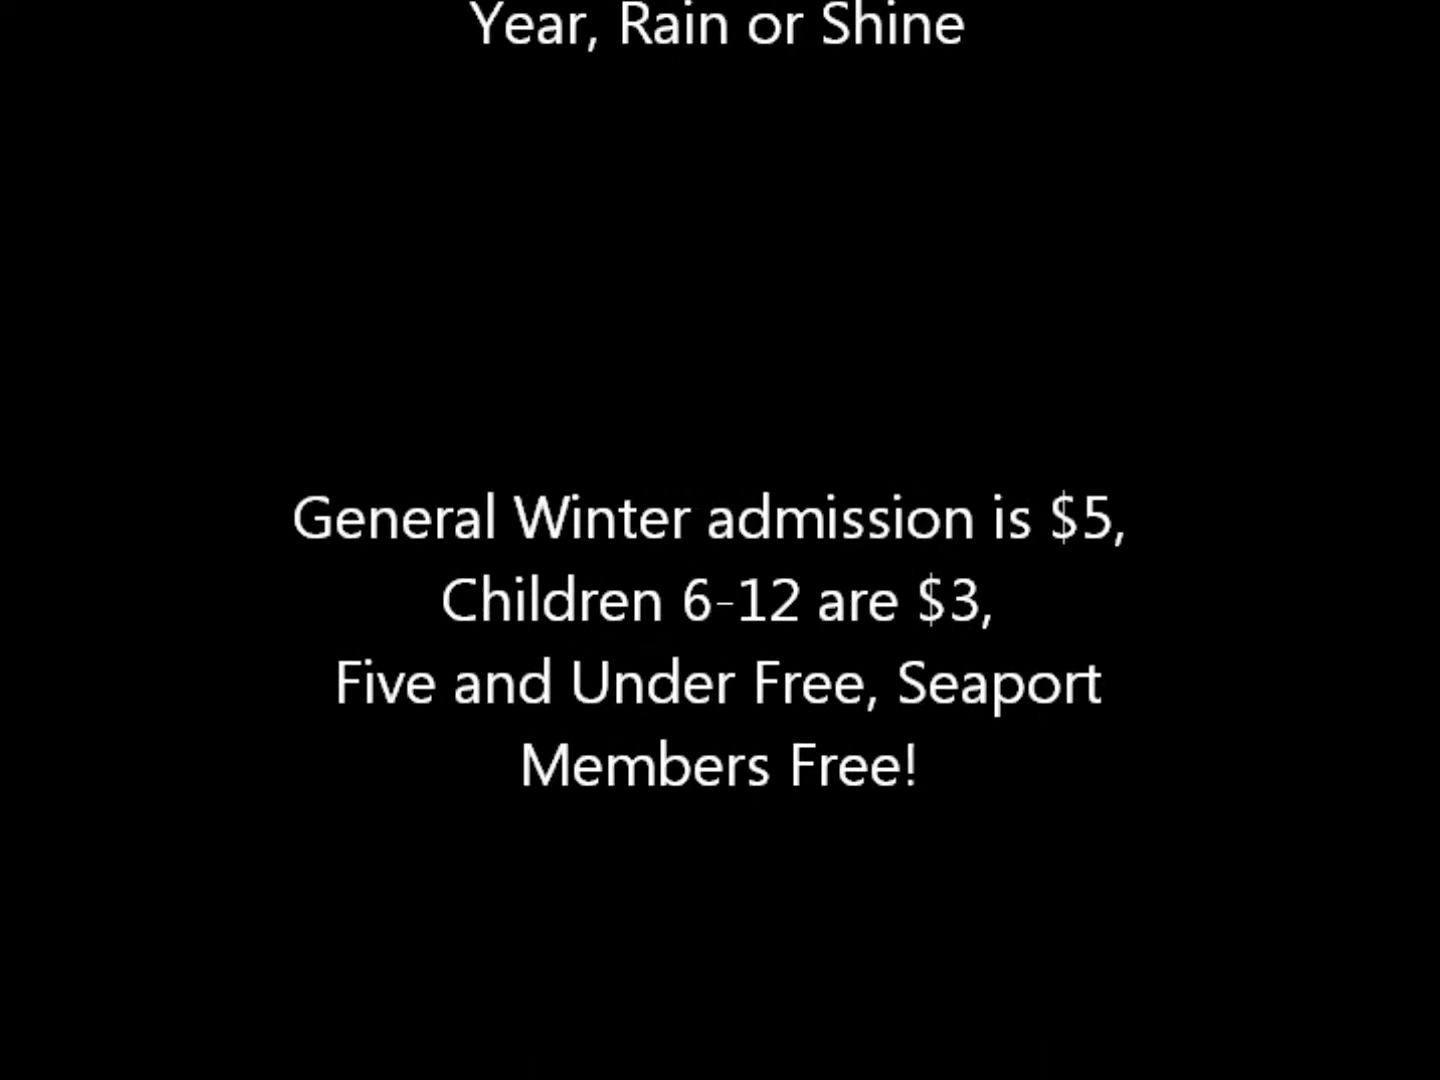 Year, Rain or Shine
General Winter admission is $5,
Children 6-12 are $3,
Five and Under Free, Seaport
Members Free!